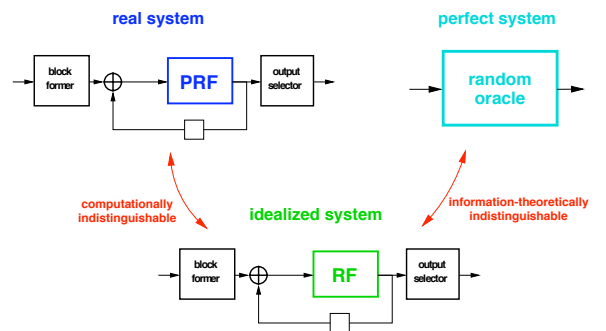 real system
perfect system
block
former
PRF
output
selector
random
oracle
computationally
indistinguishable
information-theoretically
indistinguishable
idealized system
block
former
RF
output
selector